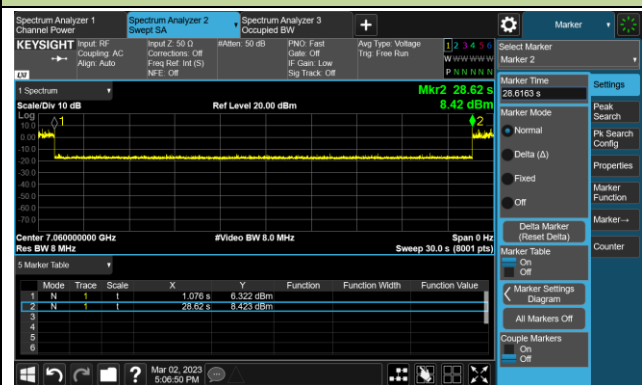 Spectrum Analyzer 1
Channel Power
Spectrum Analyzer 2
Swept SA
Spectrum Analyzer 3
Occupied BW
+
Marker
KEYSIGHT
Input: RF
Coupling: AC
Align: Auto
Input Z: 50 Ω
Corrections: Off
Freq Ref: Int (S)
NFE: Off
#Atten: 50 dB
PNO: Fast
Gate: Off
IF Gain: Low
Sig Track: Off
Avg Type: Voltage
Trig: Free Run
1 2 3 4 5 6
W W W W W W
P N N N N N
LXI
Select Marker
Marker 2
1 Spectrum
Scale/Div 10 dB
Ref Level 20.00 dBm
Mkr2 28.62 s
8.42 dBm
Log
10.0
0.00
-10.0
-20.0
-30.0
-40.0
-50.0
-60.0
-70.0
1
2
Center 7.060000000 GHz
Res BW 8 MHz
#Video BW 8.0 MHz
Span 0 Hz
Sweep 30.0 s (8001 pts)
5 Marker Table
Mode Trace Scale X Y Function Function Width Function Value
1 N 1 t 1.076 s 6.322 dBm
2 N 1 t 28.62 s 8.423 dBm
3
4
5
6
Marker Time
28.6163 s
Marker Mode
Normal
Delta (Δ)
Fixed
Off
Delta Marker
(Reset Delta)
Marker Table
On
Off
Marker Settings
Diagram
All Markers Off
Couple Markers
On
Off
Settings
Peak
Search
Pk Search
Config
Properties
Marker
Function
Marker→
Counter
?
Mar 02, 2023
5:06:50 PM